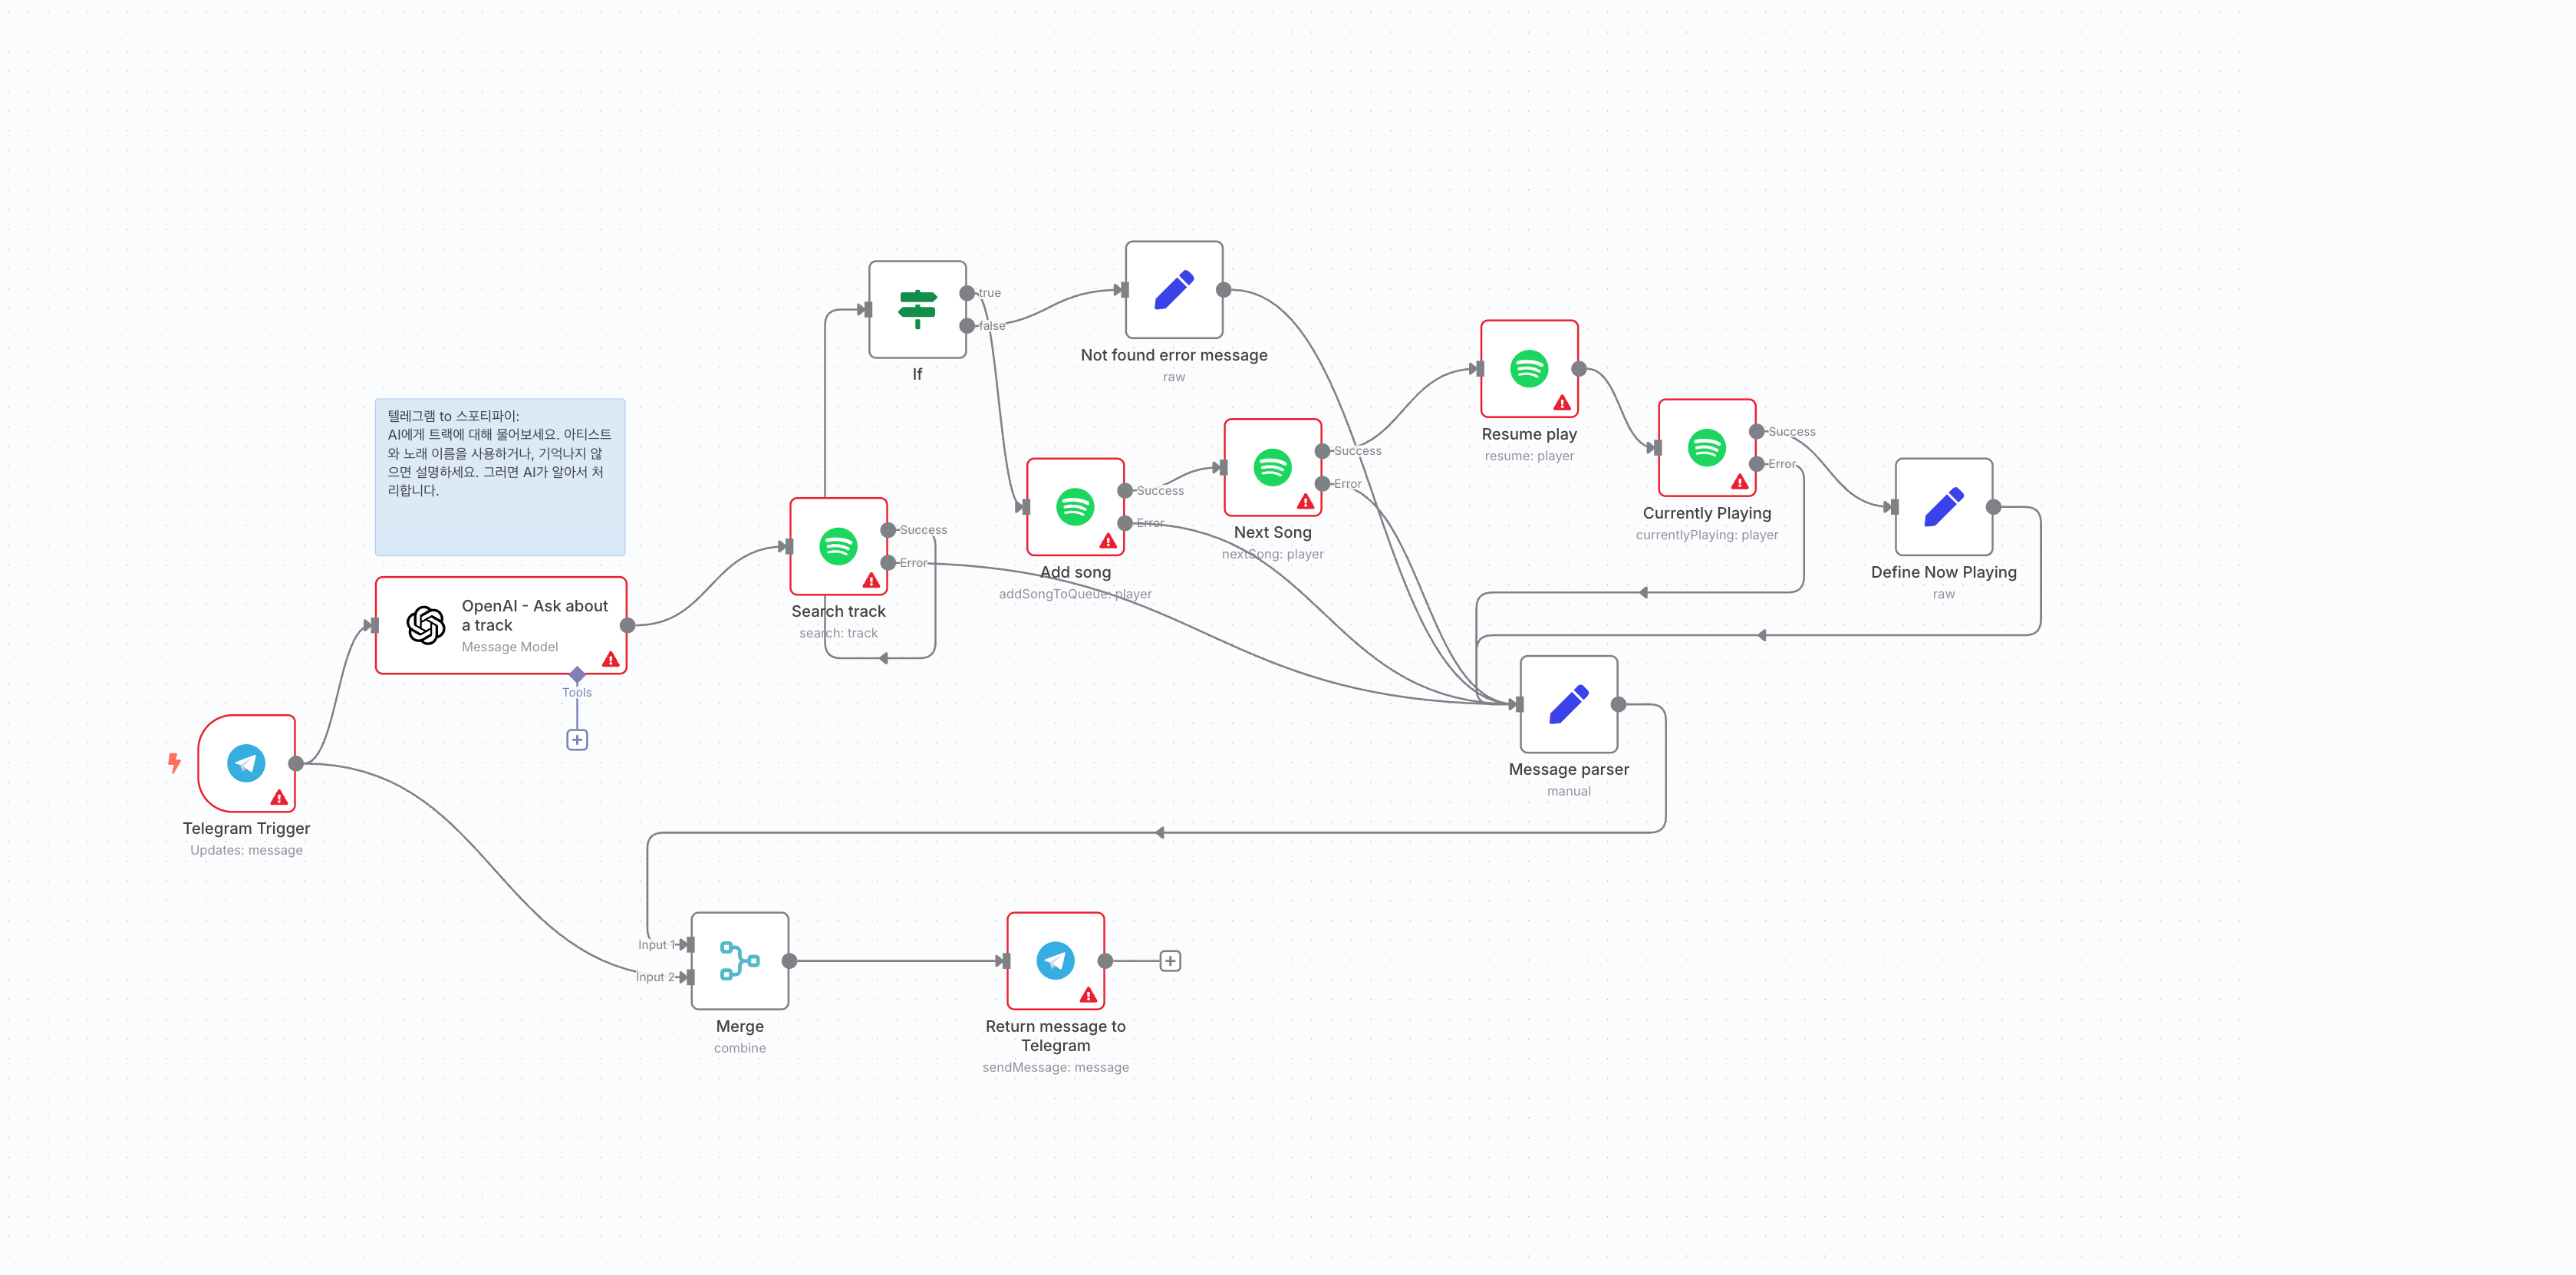 true
false
If
Not found error message
raw
텔레그램 to 스포티파이:
AI에게 트랙에 대해 물어보세요. 아티스트
와 노래 이름을 사용하거나, 기억나지 않
으면 설명하세요. 그러면 AI가 알아서 처
리합니다.
OpenAI - Ask about
a track
Message Model
Tools
Telegram Trigger
Updates: message
Success
Error
Search track
search: track
Success
Error
Add song
addSongToQueue: player
Success
Error
Next Song
nextSong: player
Resume play
resume: player
Success
Error
Currently Playing
currentlyPlaying: player
Define Now Playing
raw
Message parser
manual
Input 1
Input 2
Merge
combine
Return message to
Telegram
sendMessage: message